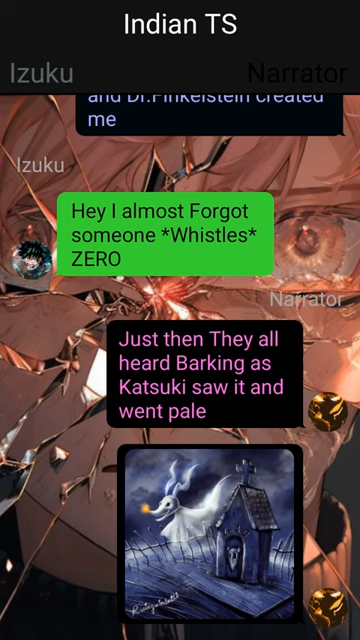 Indian TS
Izuku
Narrator
and Dr.Finkelstein created
me
Izuku
Hey I almost Forgot
someone *Whistles*
ZERO
Narrator
Just then They all
heard Barking as
Katsuki saw it and
went pale